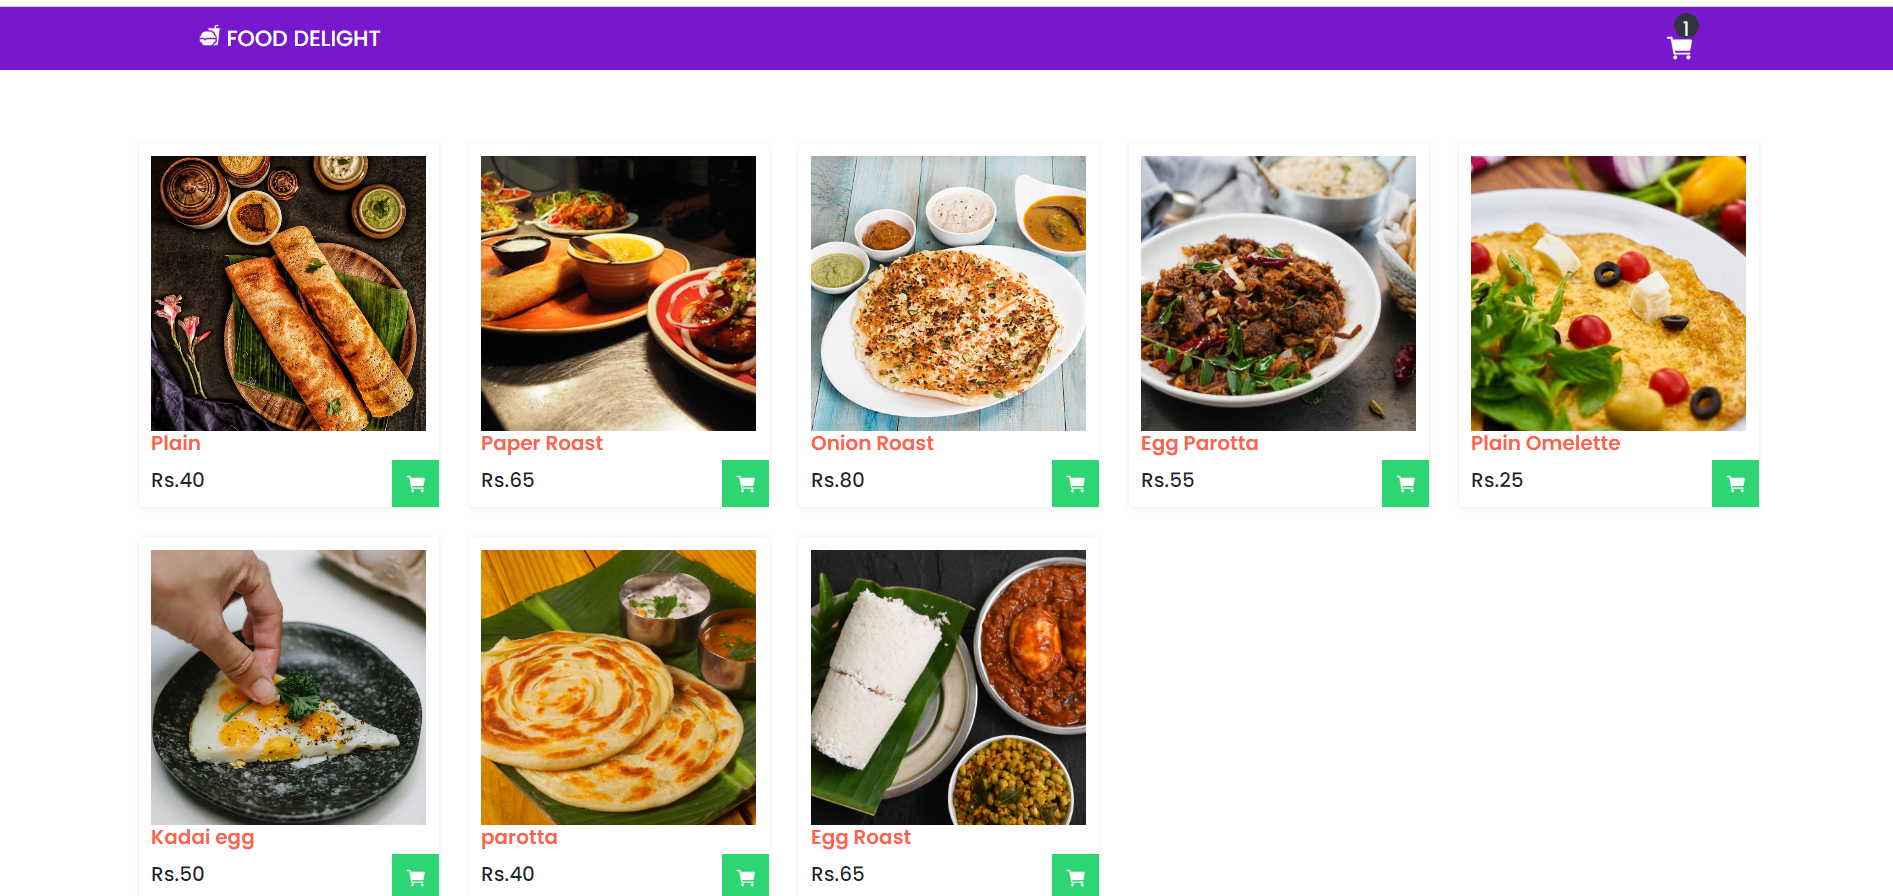 FOOD DELIGHT
1
Plain
Rs.40
Paper Roast
Rs.65
Onion Roast
Rs.80
Egg Parotta
Rs.55
Plain Omelette
Rs.25
Kadai egg
Rs.50
parotta
Rs.40
Egg Roast
Rs.65